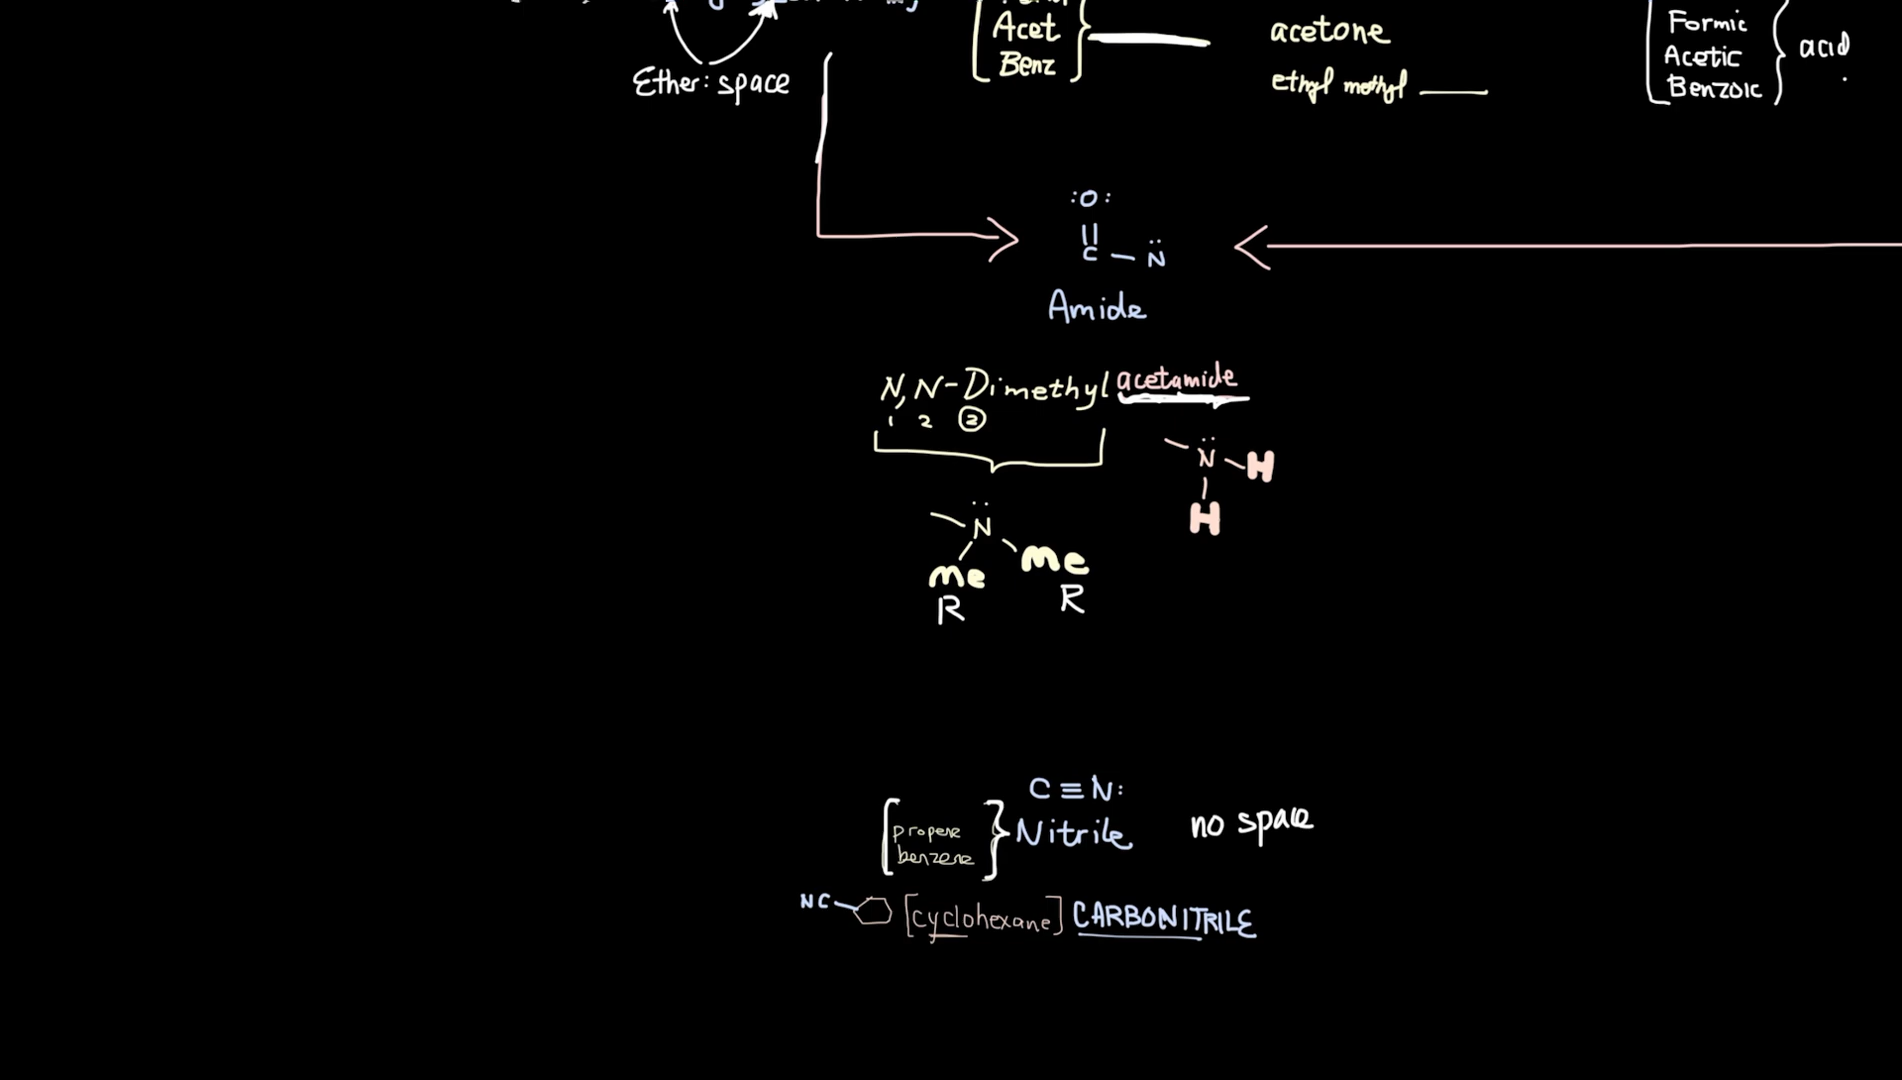 Acet
Benz
Ether: space
acetone
ethyl methyl
Formic
Acetic
Benzoic
acid
:O:
C - N̈
Amide
N,N-Dimethyl acetamide
1 2 ②
N̈ - H
H
N̈
me me
R R
C≡N:
propene
benzene
Nitrile
no space
NC [cyclohexane] CARBONITRILE